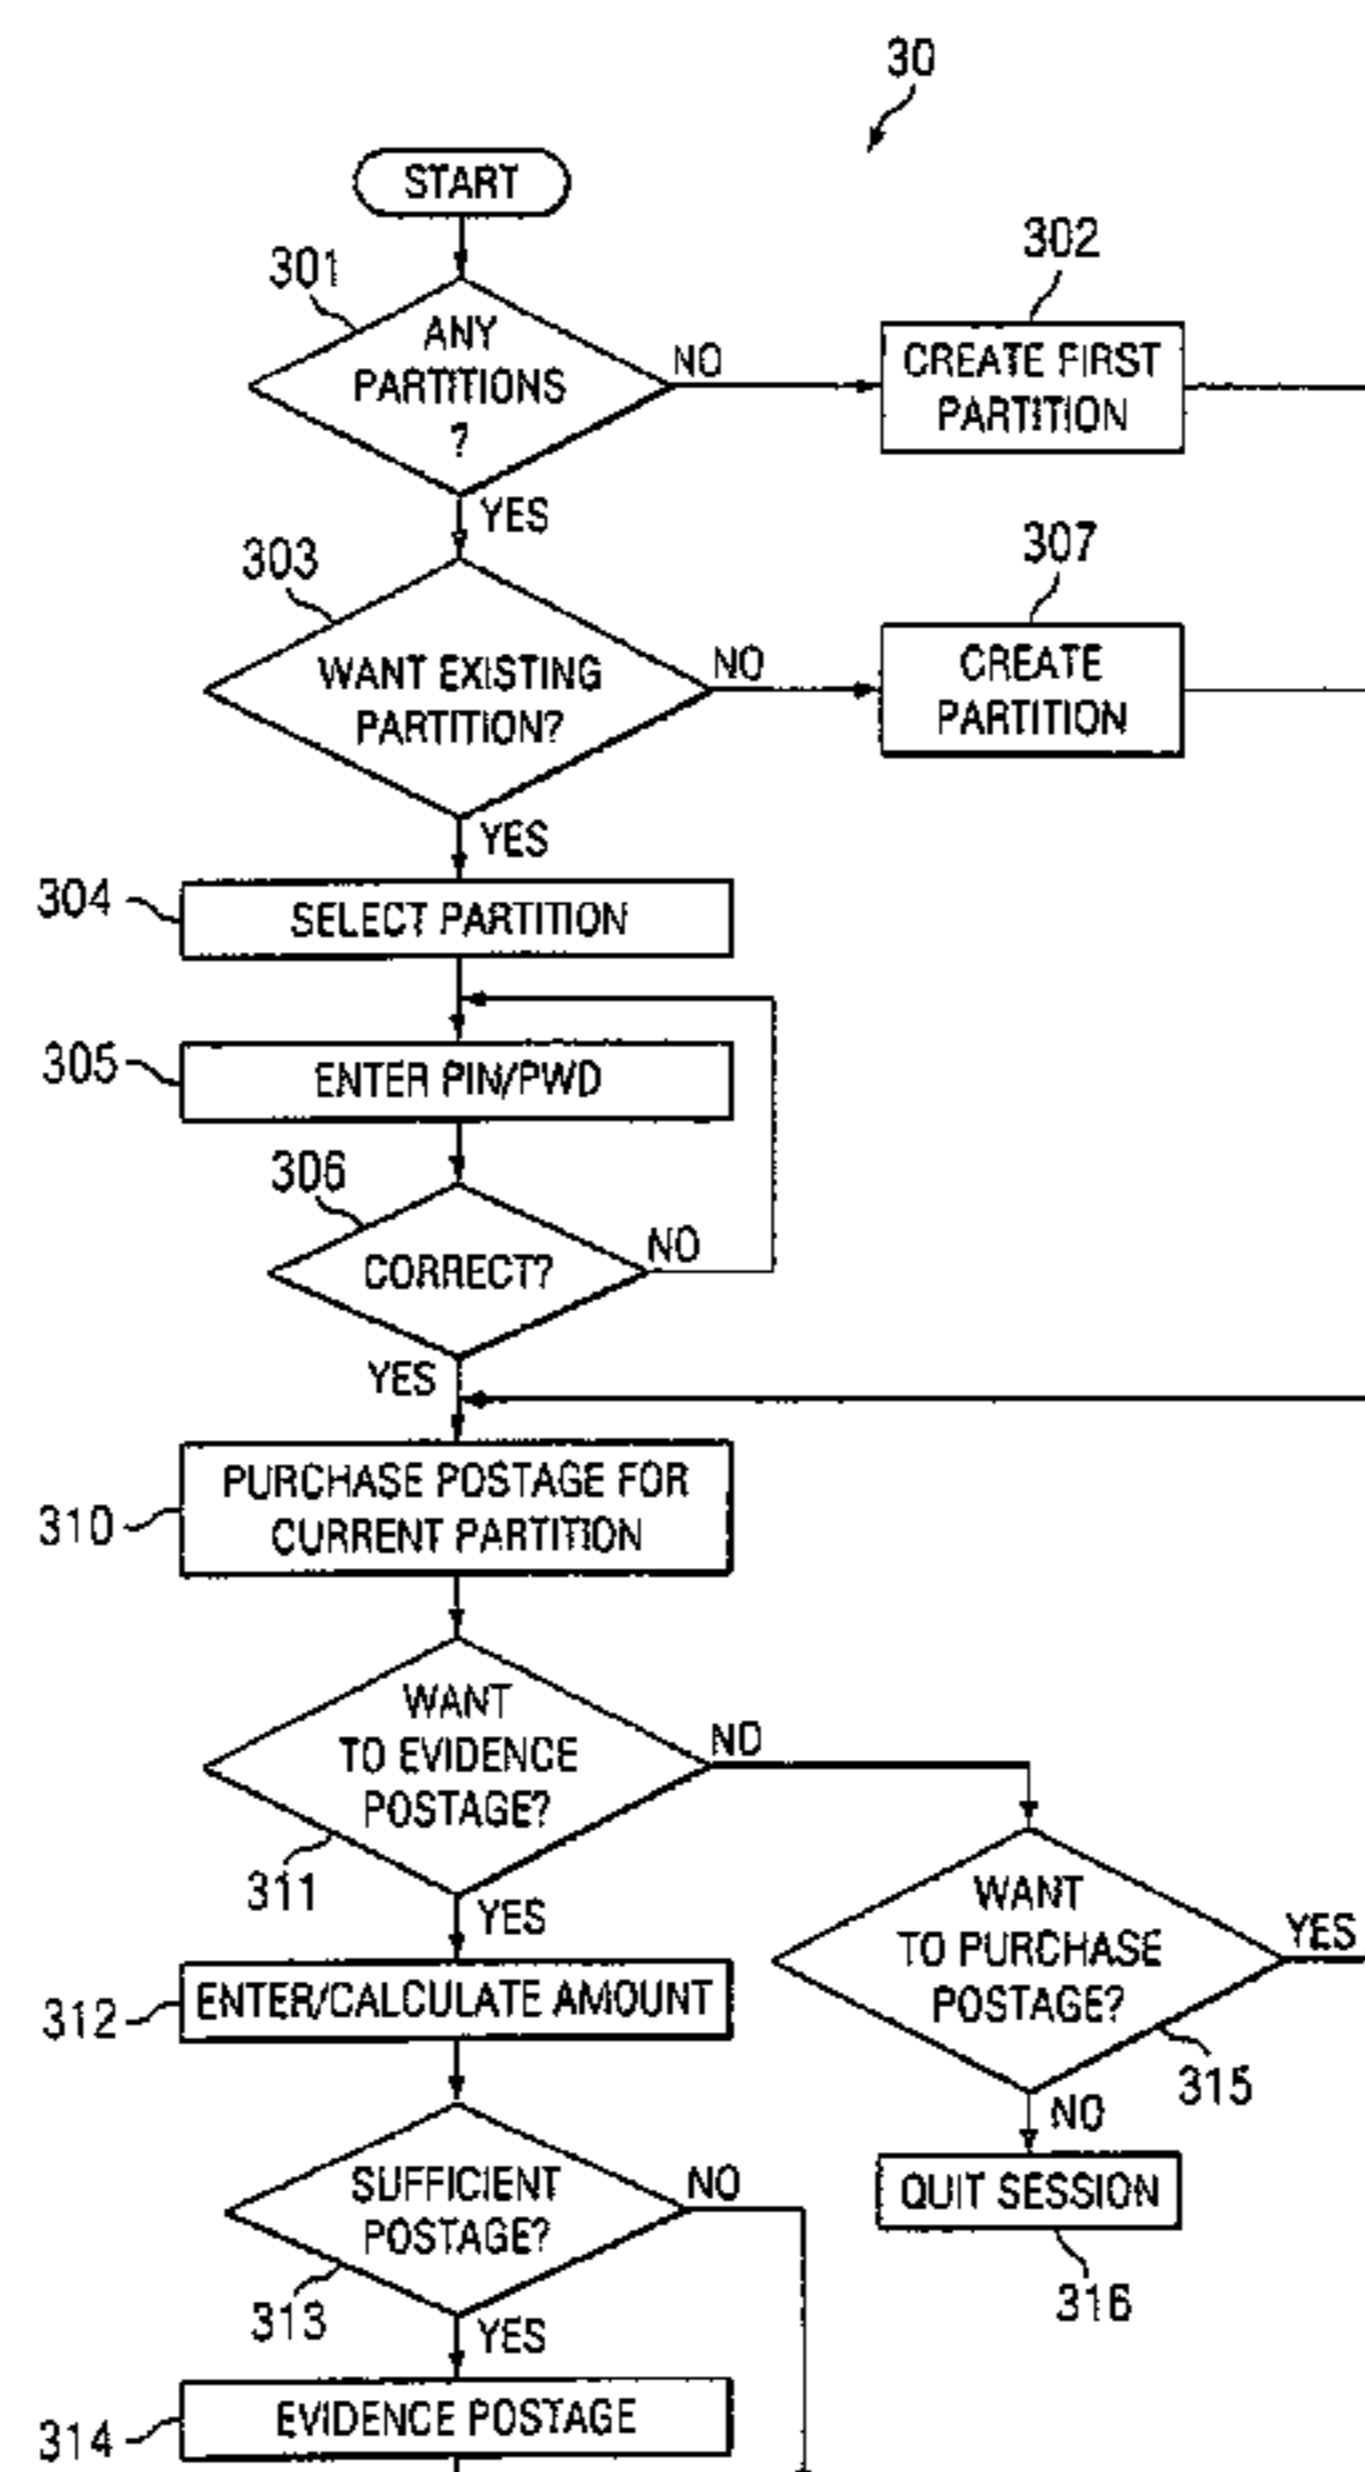 30
START
301
ANY
PARTITIONS
?
NO
302
CREATE FIRST
PARTITION
YES
303
WANT EXISTING
PARTITION?
NO
307
CREATE
PARTITION
YES
304
SELECT PARTITION
305
ENTER PIN/PWD
306
CORRECT?
NO
YES
310
PURCHASE POSTAGE FOR
CURRENT PARTITION
WANT
TO EVIDENCE
POSTAGE?
NO
311
YES
WANT
TO PURCHASE
POSTAGE?
YES
315
NO
312
ENTER/CALCULATE AMOUNT
SUFFICIENT
POSTAGE?
NO
QUIT SESSION
316
313
YES
314
EVIDENCE POSTAGE